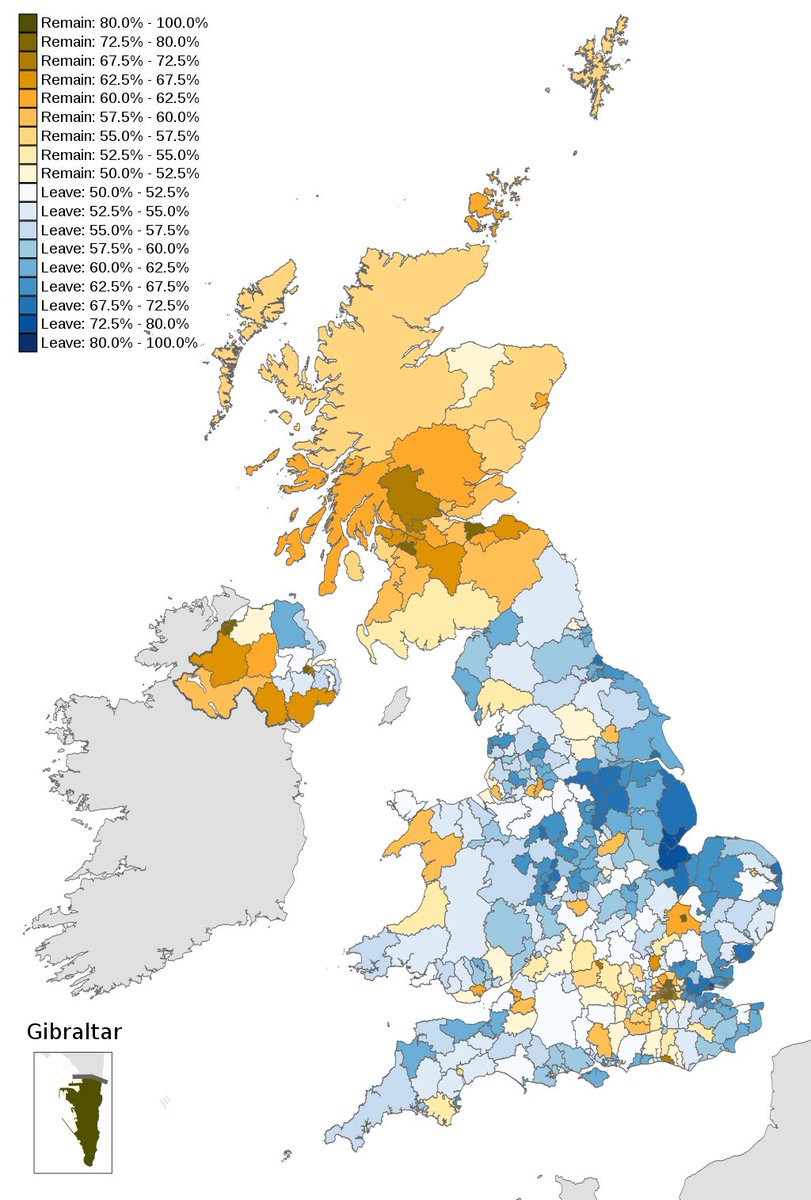 Remain: 80.0% - 100.0%
Remain: 72.5% - 80.0%
Remain: 67.5% - 72.5%
Remain: 62.5% - 67.5%
Remain: 60.0% - 62.5%
Remain: 57.5% - 60.0%
Remain: 55.0% - 57.5%
Remain: 52.5% - 55.0%
Remain: 50.0% - 52.5%
Leave: 50.0% - 52.5%
Leave: 52.5% - 55.0%
Leave: 55.0% - 57.5%
Leave: 57.5% - 60.0%
Leave: 60.0% - 62.5%
Leave: 62.5% - 67.5%
Leave: 67.5% - 72.5%
Leave: 72.5% - 80.0%
Leave: 80.0% - 100.0%
Gibraltar